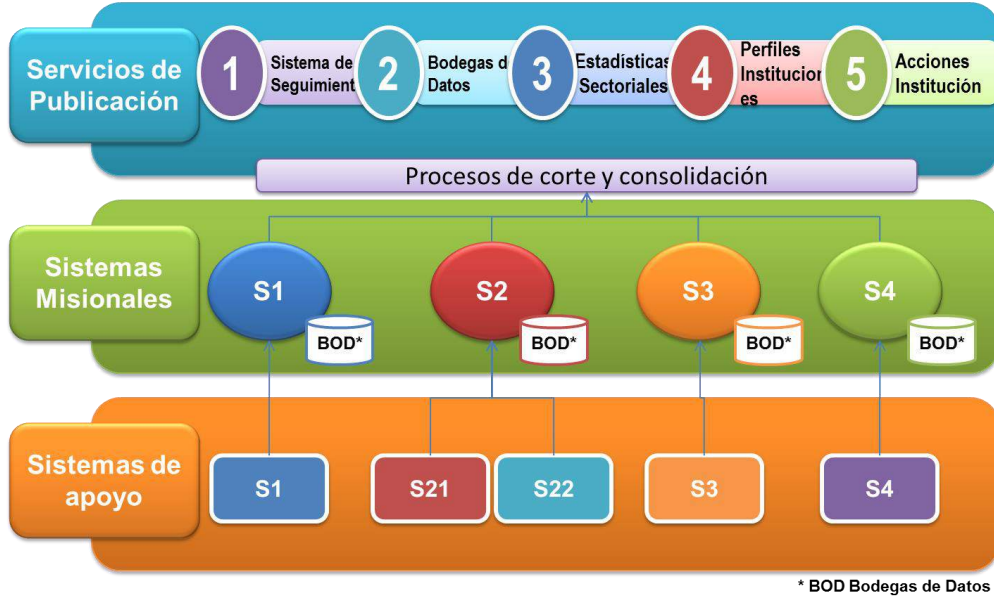 Servicios de
Publicación
1
Sistema de
Seguimient
2
Bodegas d
Datos
3
Estadísticas
Sectoriales
4
Perfiles
Institucion
es
5
Acciones
Institución
Procesos de corte y consolidación
Sistemas
Misionales
S1
BOD*
S2
BOD*
S3
BOD*
S4
BOD*
Sistemas de
apoyo
S1
S21
S22
S3
S4
* BOD Bodegas de Datos